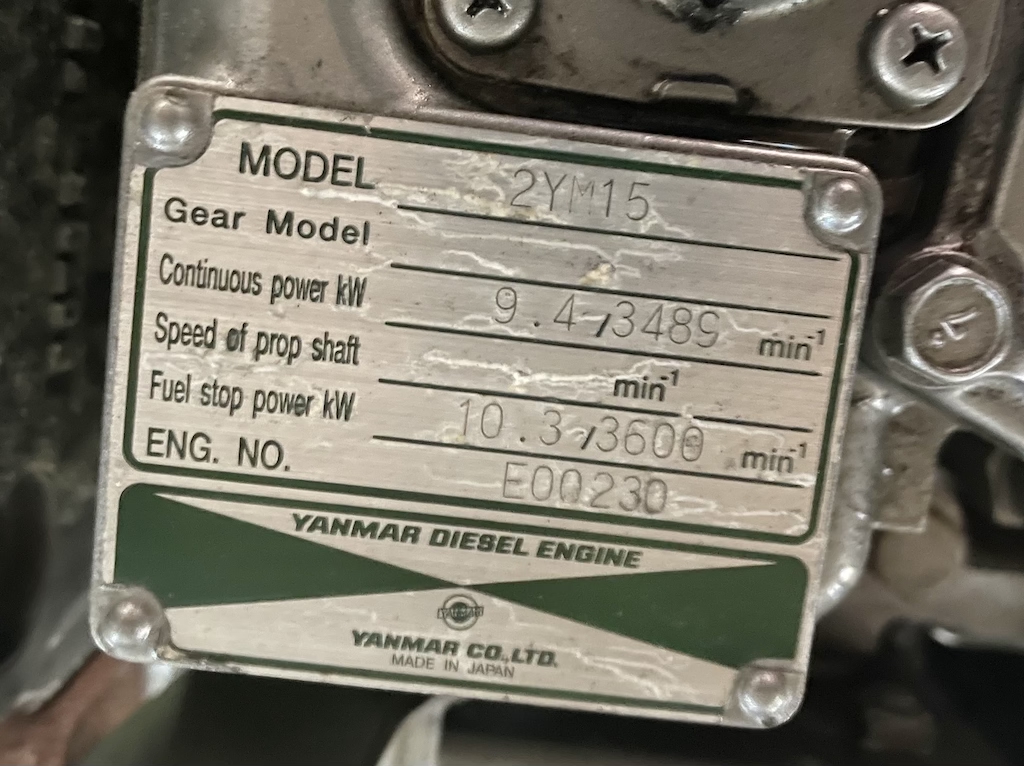 MODEL 2YM15
Gear Model
Continuous power kW 9.4/3489 min-1
Speed of prop shaft min-1
Fuel stop power kW 10.3/3600 min-1
ENG. NO. E00230
YANMAR DIESEL ENGINE
YANMAR
YANMAR CO.,LTD.
MADE IN JAPAN